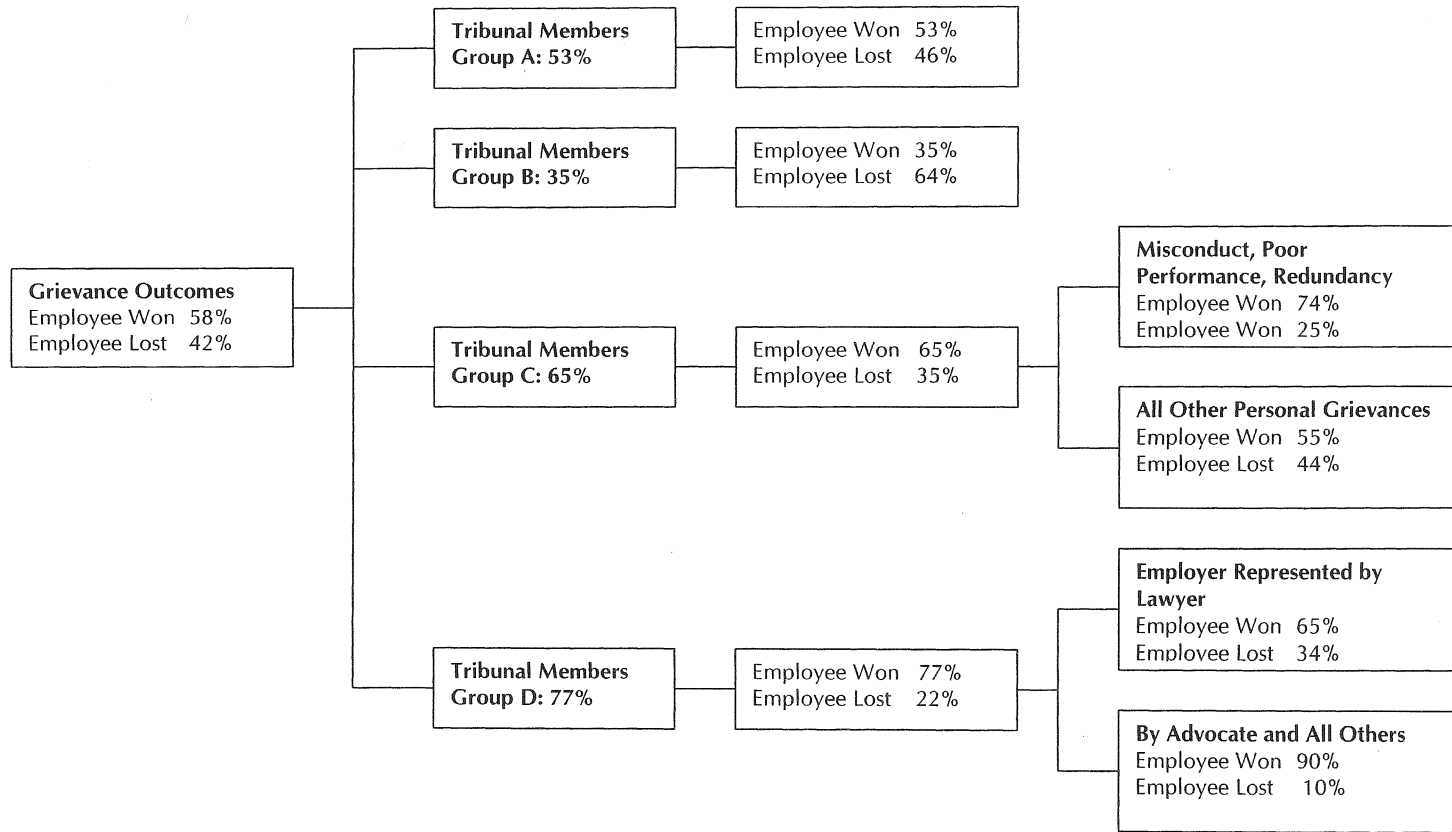 Tribunal Members
Group A: 53%
Employee Won 53%
Employee Lost 46%
Tribunal Members
Group B: 35%
Employee Won 35%
Employee Lost 64%
Grievance Outcomes
Employee Won 58%
Employee Lost 42%
Tribunal Members
Group C: 65%
Employee Won 65%
Employee Lost 35%
Misconduct, Poor
Performance, Redundancy
Employee Won 74%
Employee Won 25%
All Other Personal Grievances
Employee Won 55%
Employee Lost 44%
Tribunal Members
Group D: 77%
Employee Won 77%
Employee Lost 22%
Employer Represented by
Lawyer
Employee Won 65%
Employee Lost 34%
By Advocate and All Others
Employee Won 90%
Employee Lost 10%